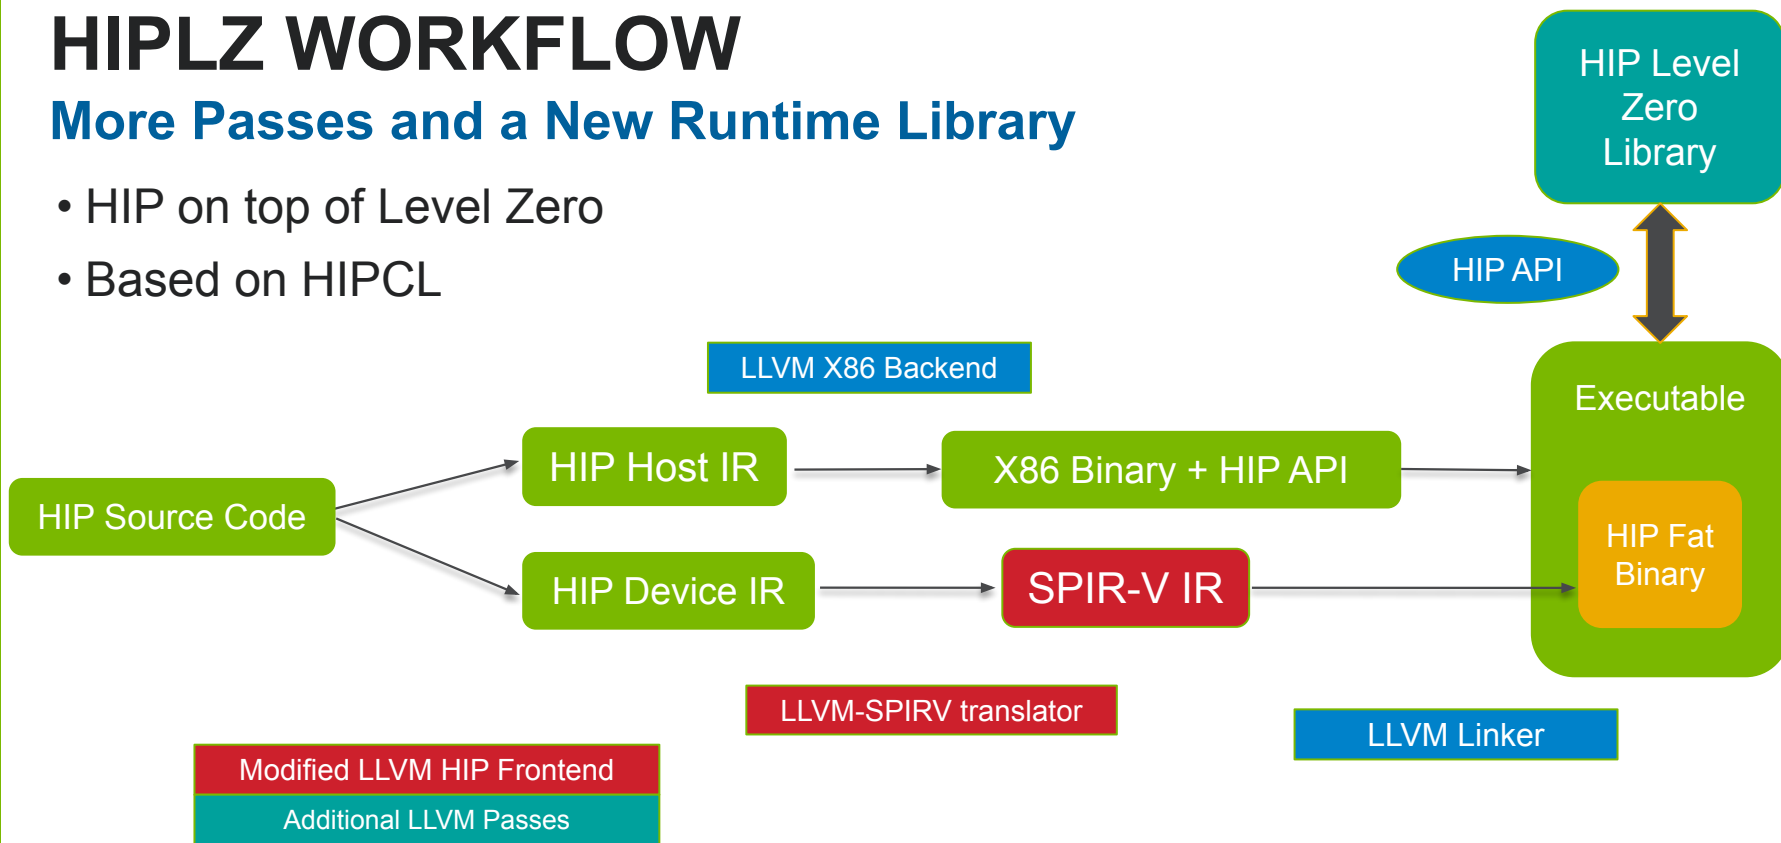 HIPLZ WORKFLOW
More Passes and a New Runtime Library
• HIP on top of Level Zero
• Based on HIPCL
HIP Level
Zero
Library
HIP API
LLVM X86 Backend
Executable
HIP Host IR
X86 Binary + HIP API
HIP Source Code
HIP Fat
Binary
HIP Device IR
SPIR-V IR
LLVM-SPIRV translator
LLVM Linker
Modified LLVM HIP Frontend
Additional LLVM Passes